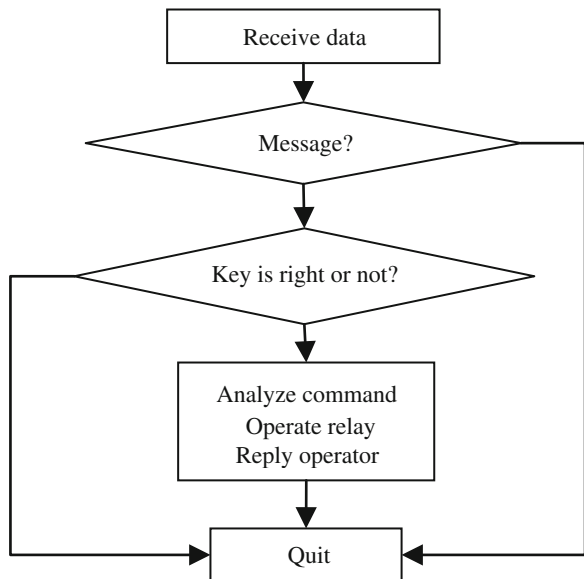 Receive data
Message?
Key is right or not?
Analyze command
Operate relay
Reply operator
Quit